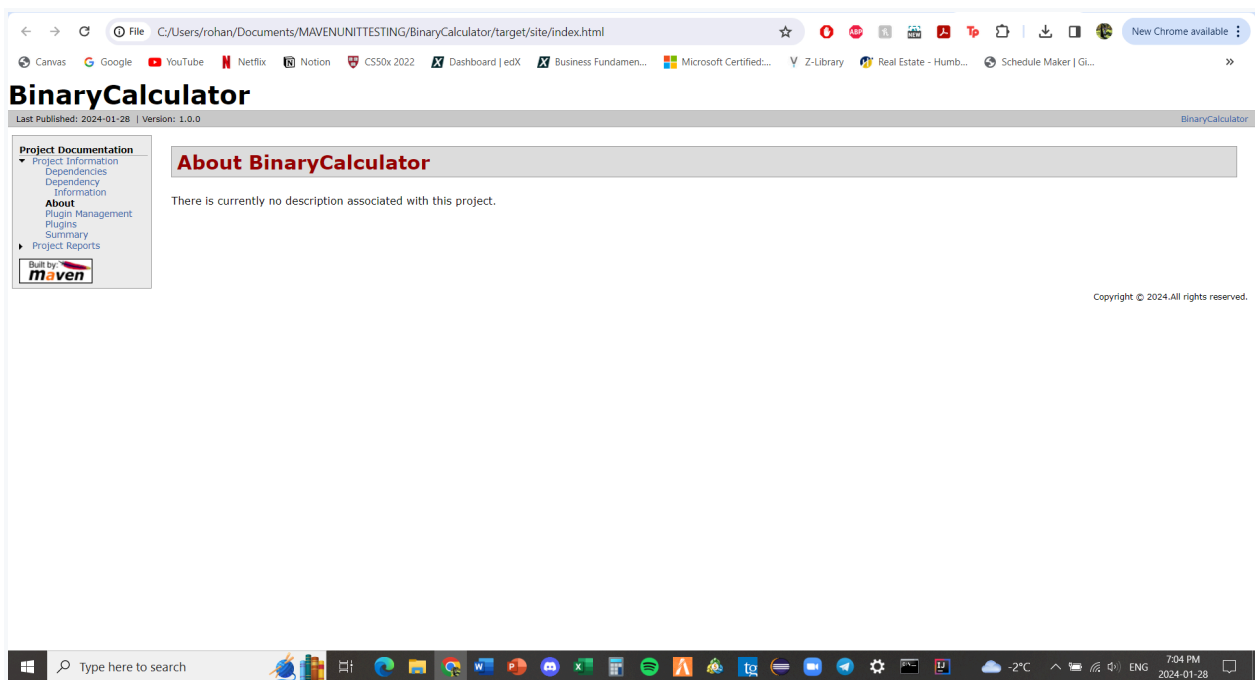 File C:/Users/rohan/Documents/MAVENUNITTESTING/BinaryCalculator/target/site/index.html ABP NEW Tp New Chrome available
Canvas Google YouTube Netflix Notion CS50x 2022 Dashboard | edX Business Fundamen... Microsoft Certified:... Z-Library Real Estate - Humb... Schedule Maker | Gi... »
BinaryCalculator
Last Published: 2024-01-28 | Version: 1.0.0 BinaryCalculator
Project Documentation
Project Information
Dependencies
Dependency
Information
About
Plugin Management
Plugins
Summary
Project Reports
Built by:
maven
About BinaryCalculator
There is currently no description associated with this project.
Copyright © 2024.All rights reserved.
Type here to search tg -2°C ENG 7:04 PM
2024-01-28